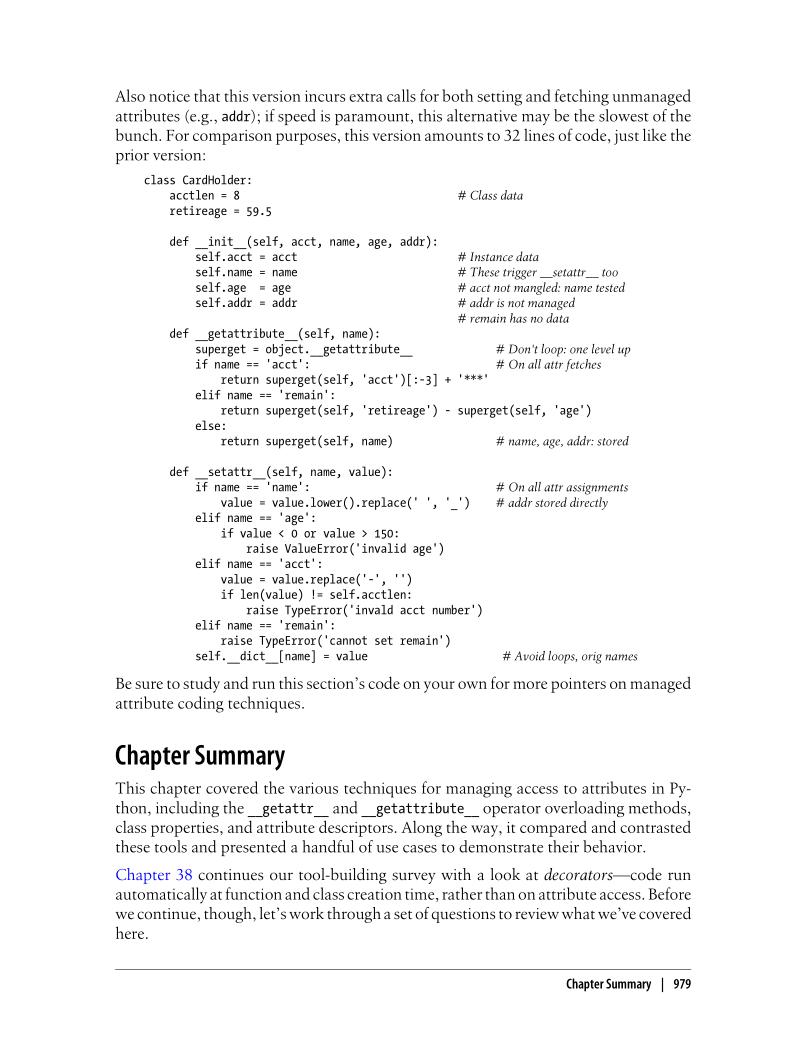 Also notice that this version incurs extra calls for both setting and fetching unmanaged
attributes (e.g., addr); if speed is paramount, this alternative may be the slowest of the
bunch. For comparison purposes, this version amounts to 32 lines of code, just like the
prior version:
class CardHolder:
    acctlen = 8                                  # Class data
    retireage = 59.5

    def __init__(self, acct, name, age, addr):
        self.acct = acct                         # Instance data
        self.name = name                         # These trigger __setattr__ too
        self.age  = age                          # acct not mangled: name tested
        self.addr = addr                         # addr is not managed
                                                 # remain has no data
    def __getattribute__(self, name):
        superget = object.__getattribute__             # Don't loop: one level up
        if name == 'acct':                             # On all attr fetches
            return superget(self, 'acct')[:-3] + '***'
        elif name == 'remain':
            return superget(self, 'retireage') - superget(self, 'age')
        else:
            return superget(self, name)                # name, age, addr: stored

    def __setattr__(self, name, value):
        if name == 'name':                             # On all attr assignments
            value = value.lower().replace(' ', '_')    # addr stored directly
        elif name == 'age':
            if value < 0 or value > 150:
                raise ValueError('invalid age')
        elif name == 'acct':
            value = value.replace('-', '')
            if len(value) != self.acctlen:
                raise TypeError('invald acct number')
        elif name == 'remain':
            raise TypeError('cannot set remain')
        self.__dict__[name] = value                     # Avoid loops, orig names
Be sure to study and run this section’s code on your own for more pointers on managed
attribute coding techniques.
Chapter Summary
This chapter covered the various techniques for managing access to attributes in Py-
thon, including the __getattr__ and __getattribute__ operator overloading methods,
class properties, and attribute descriptors. Along the way, it compared and contrasted
these tools and presented a handful of use cases to demonstrate their behavior.
Chapter 38 continues our tool-building survey with a look at decorators—code run
automatically at function and class creation time, rather than on attribute access. Before
we continue, though, let’s work through a set of questions to review what we’ve covered
here.
Chapter Summary | 979